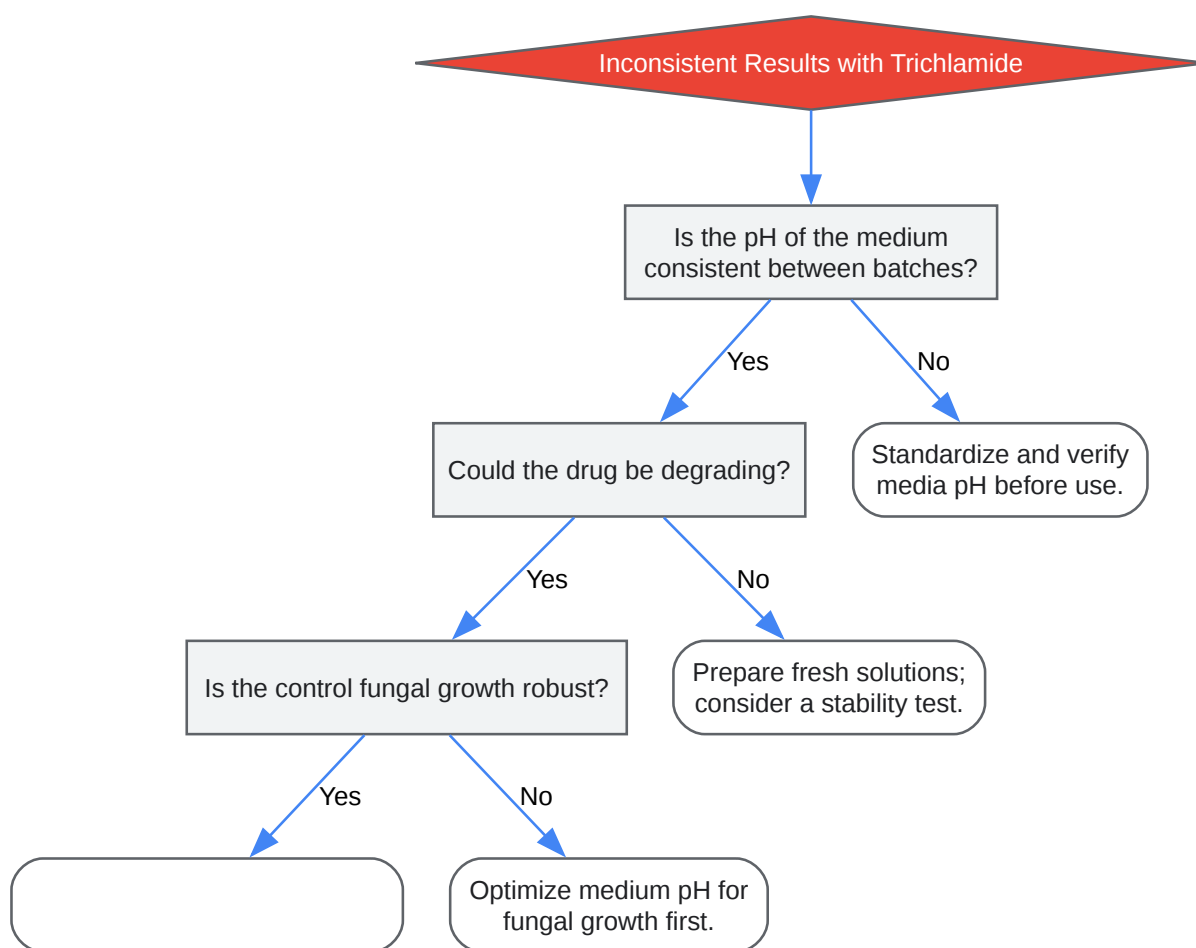 Inconsistent Results with Trichlamide
Is the pH of the medium
consistent between batches?
Yes
No
Could the drug be degrading?
Standardize and verify
media pH before use.
Yes
No
Is the control fungal growth robust?
Prepare fresh solutions;
consider a stability test.
Yes
No
Optimize medium pH for
fungal growth first.